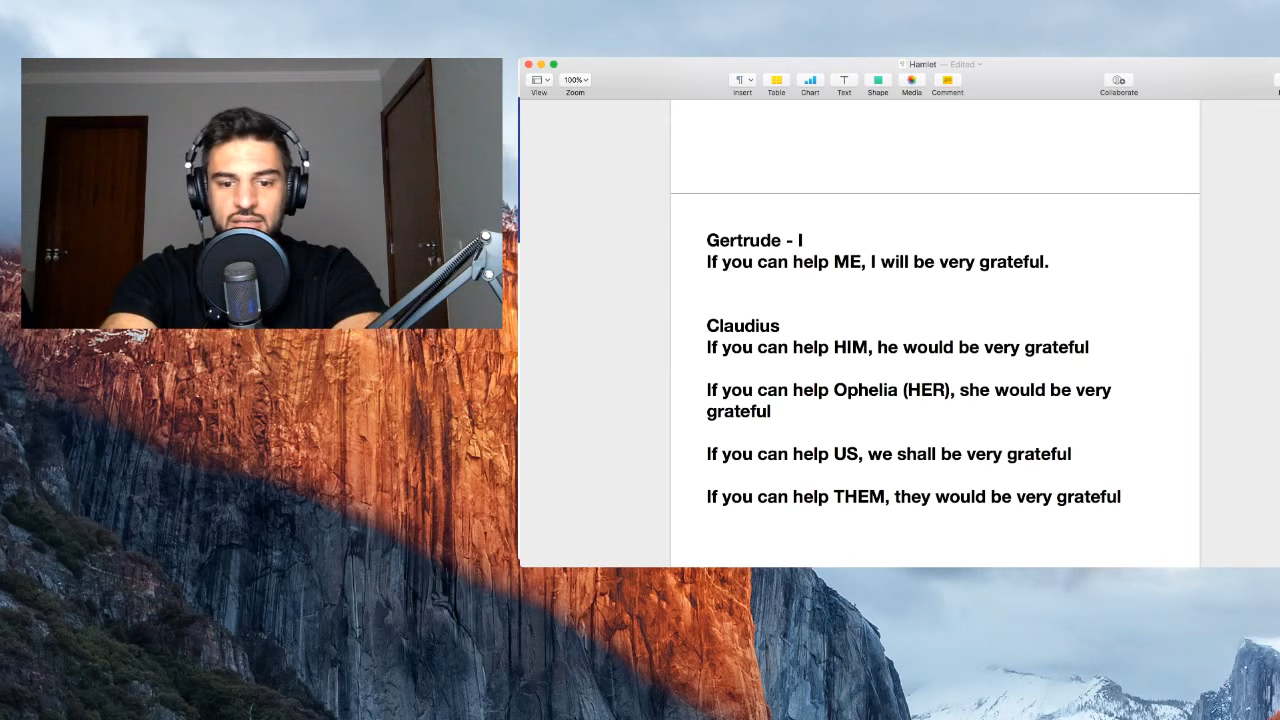 Hamlet — Edited
100%
View
Zoom
Insert
Table
Chart
Text
Shape
Media
Comment
Collaborate
Gertrude - I
If you can help ME, I will be very grateful.
Claudius
If you can help HIM, he would be very grateful
If you can help Ophelia (HER), she would be very
grateful
If you can help US, we shall be very grateful
If you can help THEM, they would be very grateful